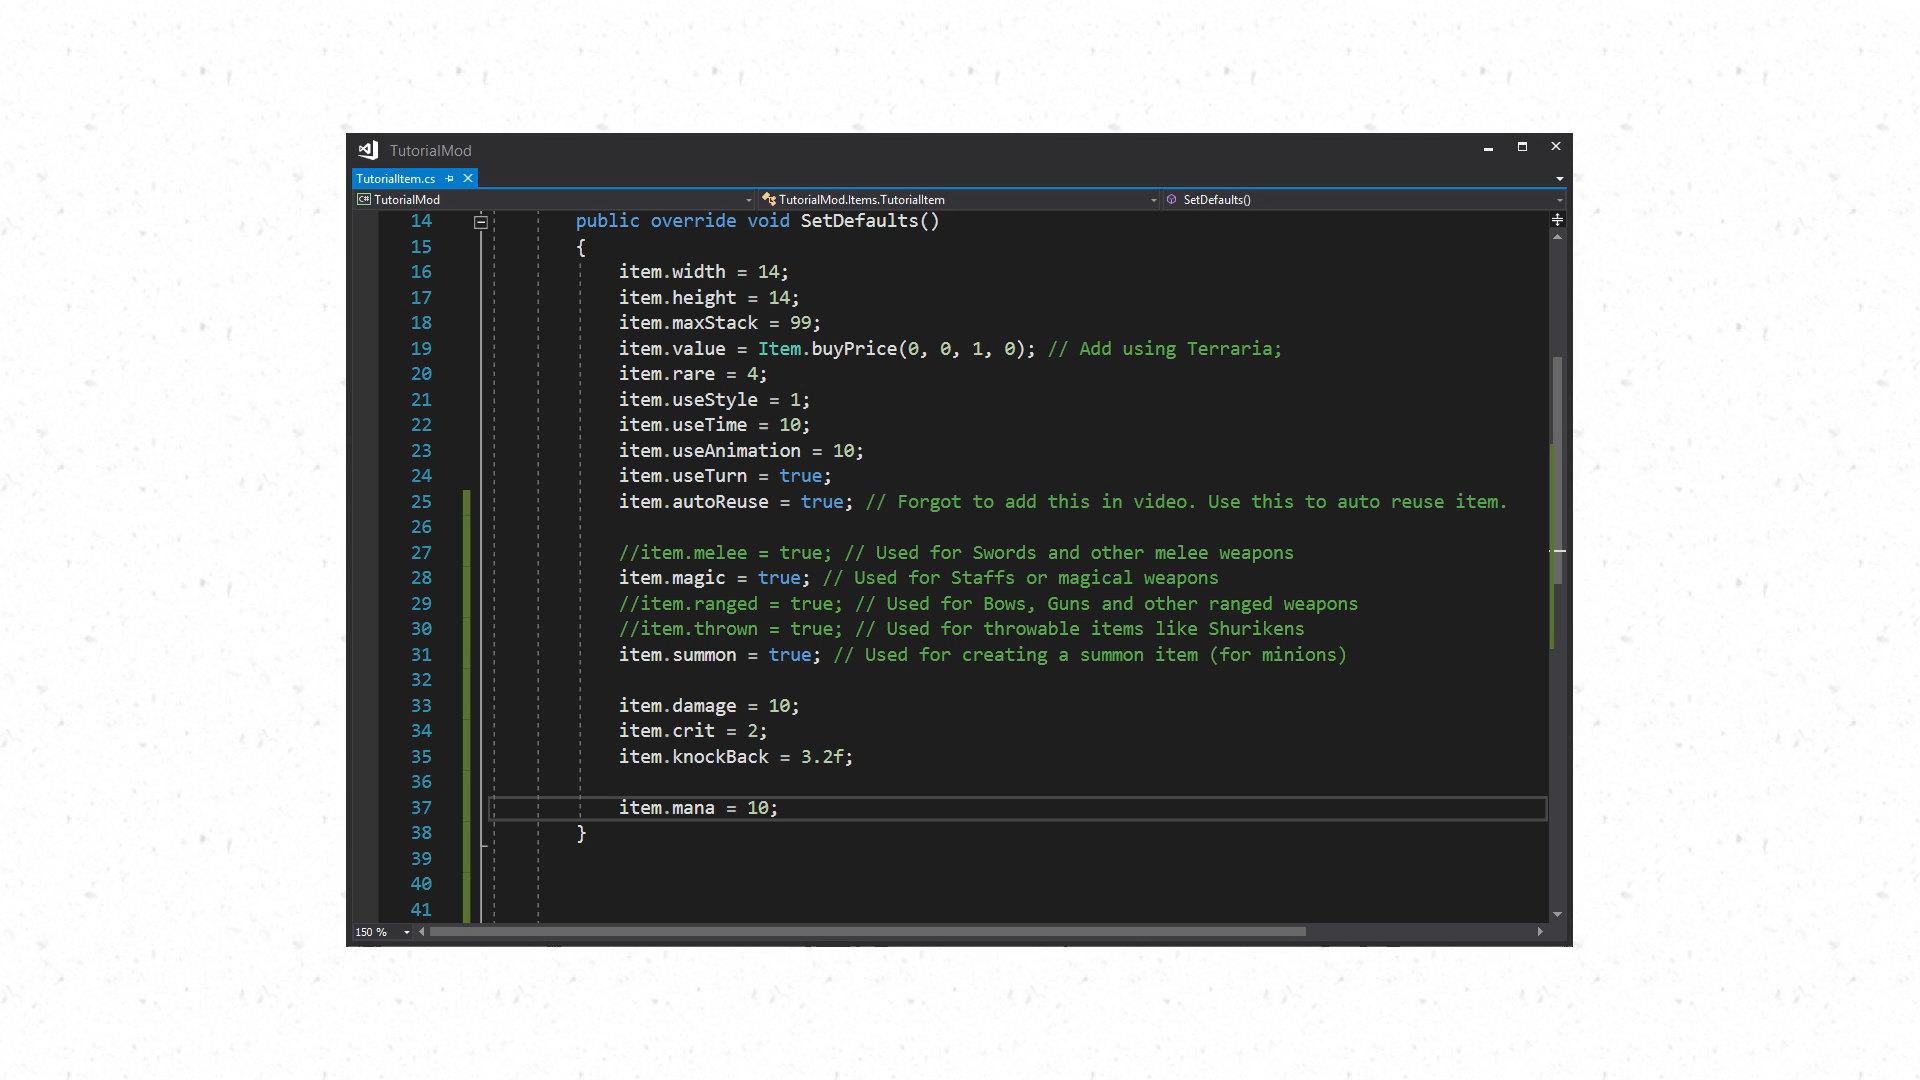 TutorialMod
TutorialItem.cs
TutorialMod TutorialMod.Items.TutorialItem SetDefaults()
14 public override void SetDefaults()
15 {
16 item.width = 14;
17 item.height = 14;
18 item.maxStack = 99;
19 item.value = Item.buyPrice(0, 0, 1, 0); // Add using Terraria;
20 item.rare = 4;
21 item.useStyle = 1;
22 item.useTime = 10;
23 item.useAnimation = 10;
24 item.useTurn = true;
25 item.autoReuse = true; // Forgot to add this in video. Use this to auto reuse item.
26
27 //item.melee = true; // Used for Swords and other melee weapons
28 item.magic = true; // Used for Staffs or magical weapons
29 //item.ranged = true; // Used for Bows, Guns and other ranged weapons
30 //item.thrown = true; // Used for throwable items like Shurikens
31 item.summon = true; // Used for creating a summon item (for minions)
32
33 item.damage = 10;
34 item.crit = 2;
35 item.knockBack = 3.2f;
36
37 item.mana = 10;
38 }
39
40
41
150 %